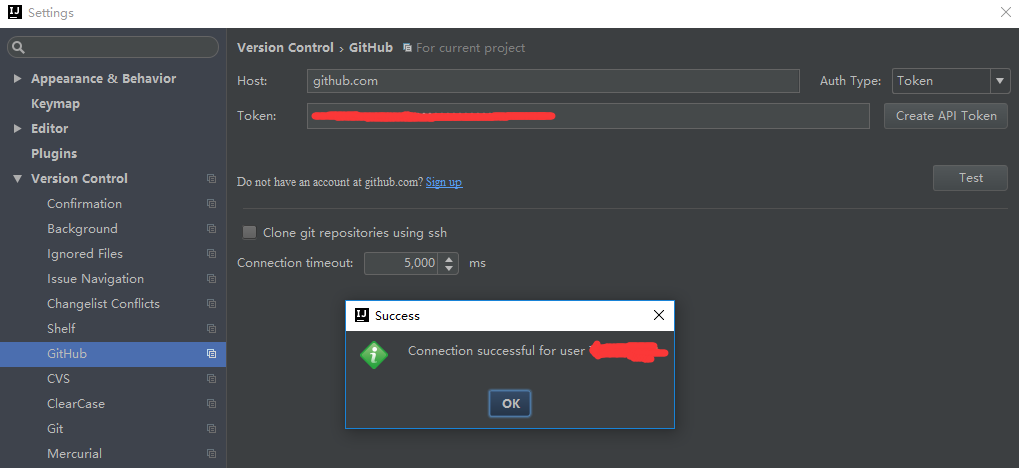 IJ Settings
Version Control › GitHub For current project
Appearance & Behavior
Keymap
Editor
Plugins
Version Control
Confirmation
Background
Ignored Files
Issue Navigation
Changelist Conflicts
Shelf
GitHub
CVS
ClearCase
Git
Mercurial
Host: github.com Auth Type: Token
Token: Create API Token
Do not have an account at github.com? Sign up Test
Clone git repositories using ssh
Connection timeout: 5,000 ms
IJ Success
Connection successful for user
OK